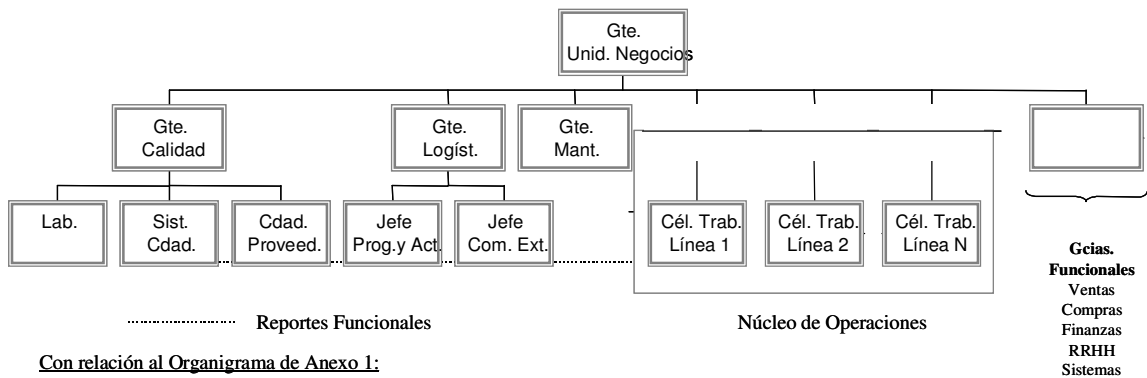 Gte.
Unid. Negocios
Gte.
Calidad
Gte.
Logíst.
Gte.
Mant.
Lab.
Sist.
Cdad.
Cdad.
Proveed.
Jefe
Prog.y Act.
Jefe
Com. Ext.
Cél. Trab.
Línea 1
Cél. Trab.
Línea 2
Cél. Trab.
Línea N
Gcias.
Funcionales
Ventas
Compras
Finanzas
RRHH
Sistemas
Reportes Funcionales
Núcleo de Operaciones
Con relación al Organigrama de Anexo 1: